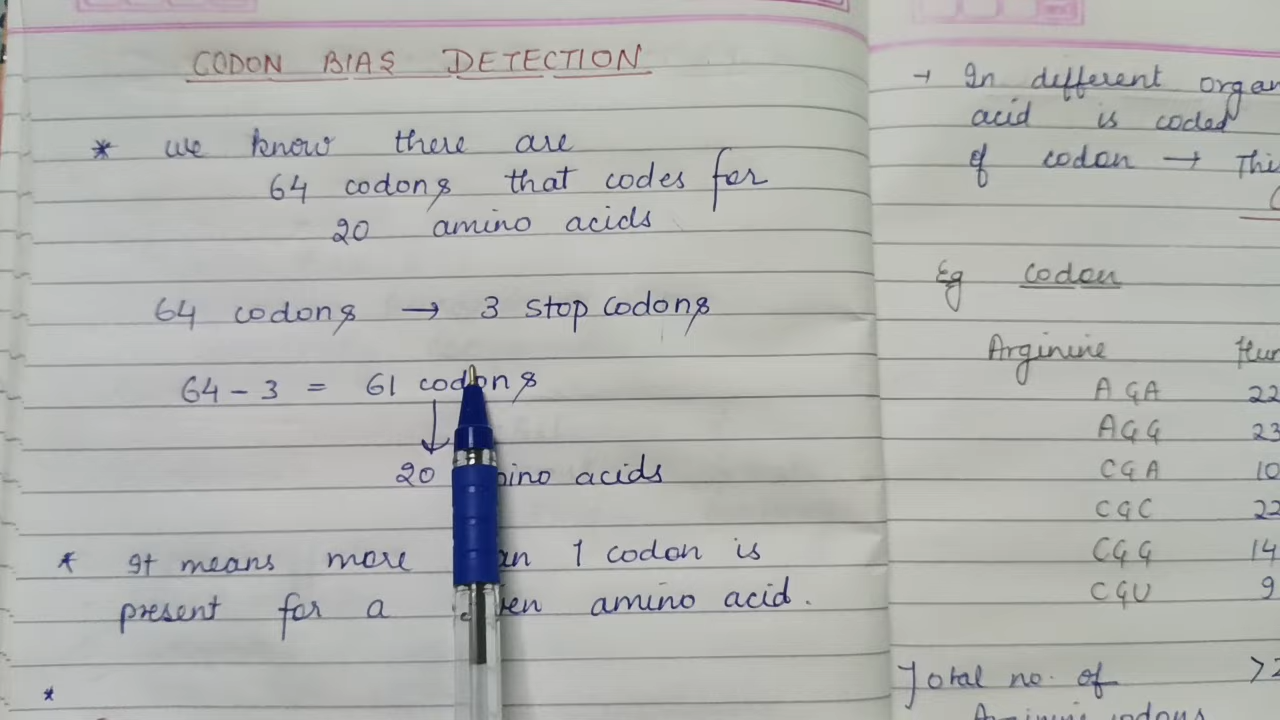 CODON BIAS DETECTION
* we know there are
64 codons that codes for
20 amino acids
64 codons → 3 stop codons
64 - 3 = 61 codons
↓
20 acids
* It means more 1 codon is
present for a amino acid.
*
→ In different
acid is coded
of codon →
Eg codon
Arginine
AGA 22
AGG 23
CGA 10
CGC 22
CGG 14
CGU 9
Total no. of